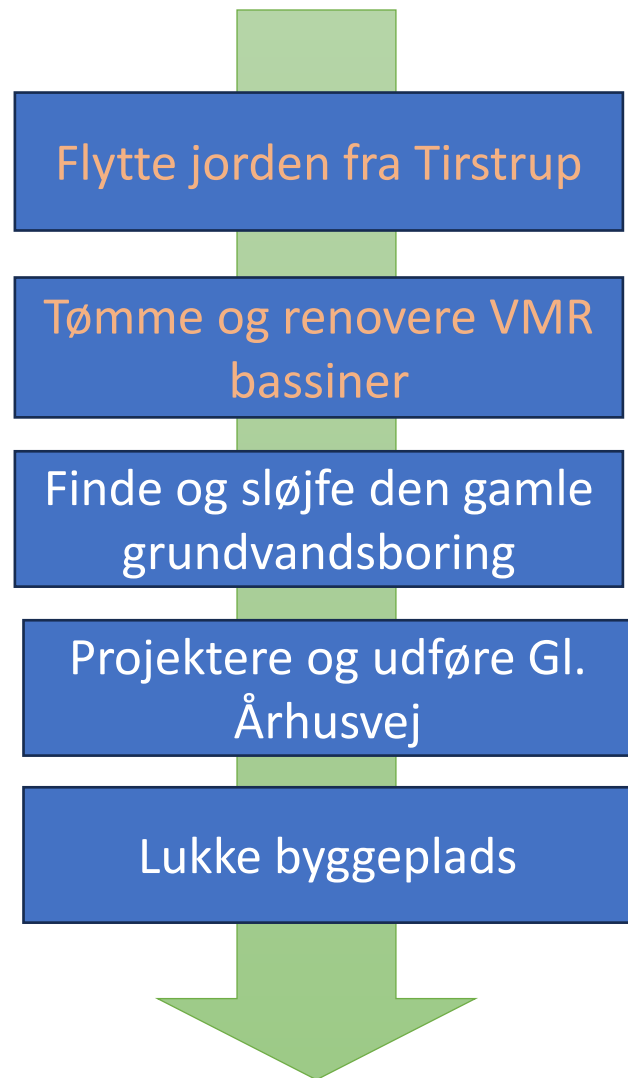 Flytte jorden fra Tirstrup
Tømme og renovere VMR
bassiner
Finde og sløjfe den gamle
grundvandsboring
Projektere og udføre Gl.
Århusvej
Lukke byggeplads